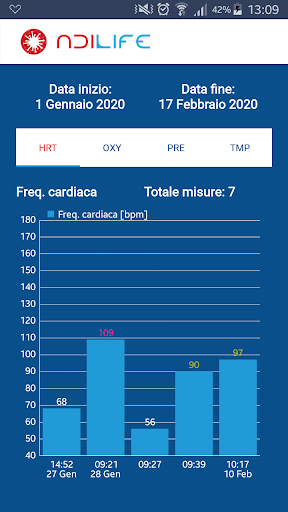 42% 13:09
NDILIFE
Data inizio: Data fine:
1 Gennaio 2020 17 Febbraio 2020
HRT OXY PRE TMP
Freq. cardiaca Totale misure: 7
Freq. cardiaca [bpm]
180
170
160
150
140
130
120
110
100
90
80
70
60
50
40
68
109
56
90
97
14:52 09:21 09:27 09:39 10:17
27 Gen 28 Gen 10 Feb